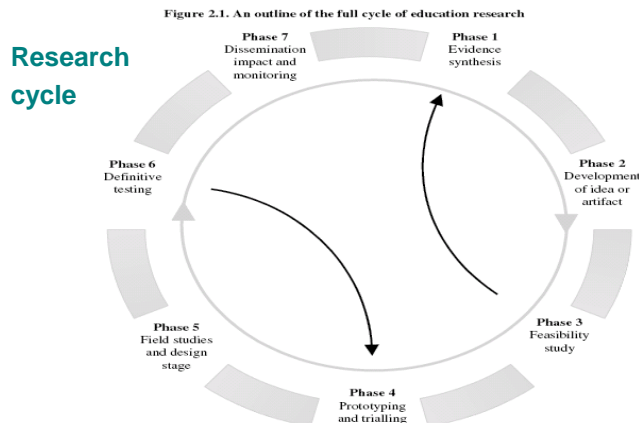 Figure 2.1. An outline of the full cycle of education research
Research
cycle
Phase 1
Evidence
synthesis
Phase 2
Development
of idea or
artifact
Phase 3
Feasibility
study
Phase 4
Prototyping
and trialling
Phase 5
Field studies
and design
stage
Phase 6
Definitive
testing
Phase 7
Dissemination
impact and
monitoring